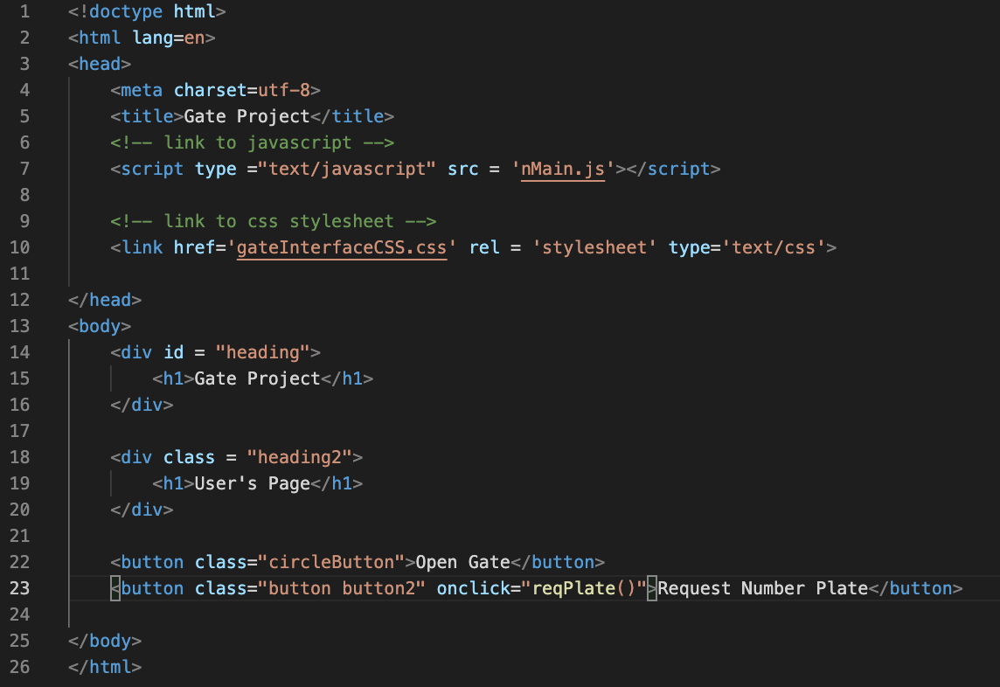 1 <!doctype html>
2 <html lang=en>
3 <head>
4 <meta charset=utf-8>
5 <title>Gate Project</title>
6 <!-- link to javascript -->
7 <script type ="text/javascript" src = 'nMain.js'></script>
8
9 <!-- link to css stylesheet -->
10 <link href='gateInterfaceCSS.css' rel = 'stylesheet' type='text/css'>
11
12 </head>
13 <body>
14 <div id = "heading">
15 <h1>Gate Project</h1>
16 </div>
17
18 <div class = "heading2">
19 <h1>User's Page</h1>
20 </div>
21
22 <button class="circleButton">Open Gate</button>
23 <button class="button button2" onclick="reqPlate()">Request Number Plate</button>
24
25 </body>
26 </html>